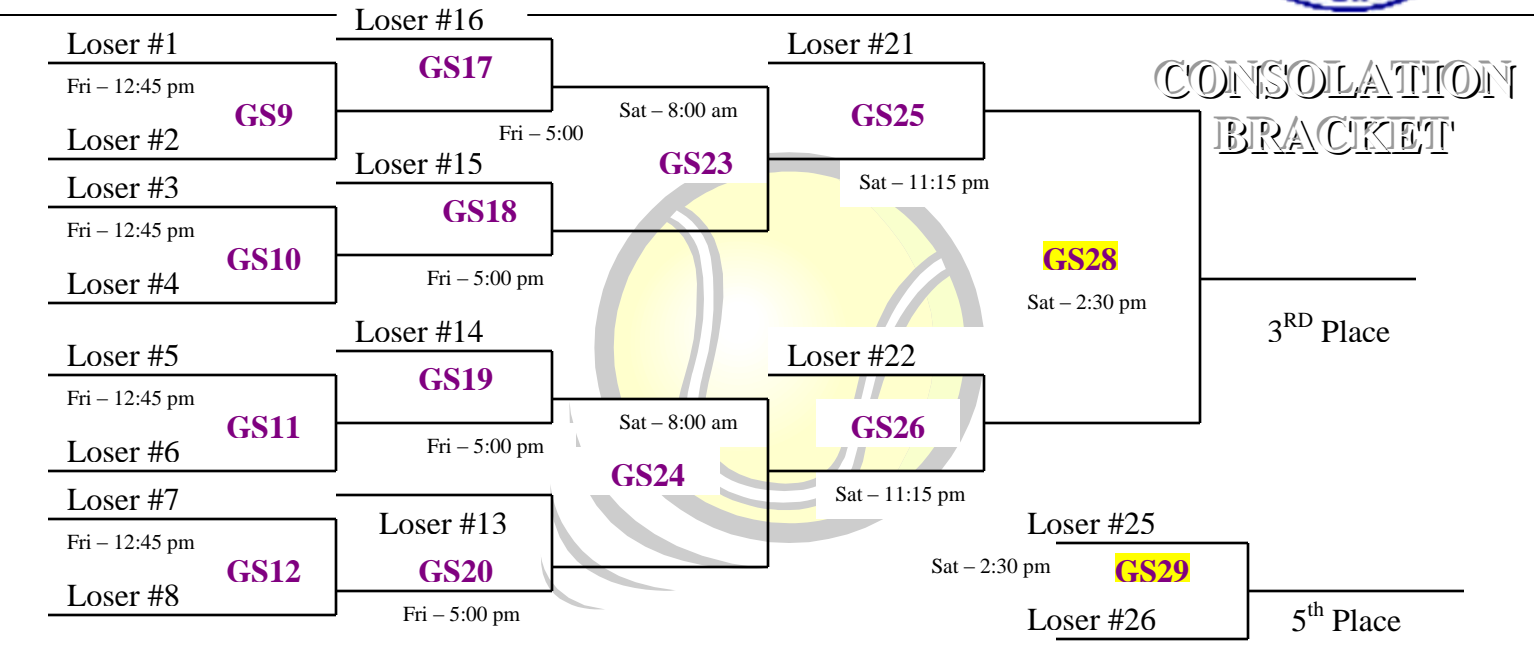 Loser #16
Loser #1
GS17
Fri – 12:45 pm
GS9
Loser #2
Fri – 5:00
Loser #15
Loser #3
GS18
Fri – 12:45 pm
GS10
Loser #4
Fri – 5:00 pm
Loser #14
Loser #5
GS19
Fri – 12:45 pm
GS11
Loser #6
Fri – 5:00 pm
Loser #7
Loser #13
Fri – 12:45 pm
GS12
GS20
Loser #8
Fri – 5:00 pm
Sat – 8:00 am
GS23
Sat – 8:00 am
GS24
Loser #21
GS25
Sat – 11:15 pm
Loser #22
GS26
Sat – 11:15 pm
CONSOLATION
BRACKET
GS28
Sat – 2:30 pm
3RD Place
Loser #25
Sat – 2:30 pm
GS29
Loser #26
5th Place